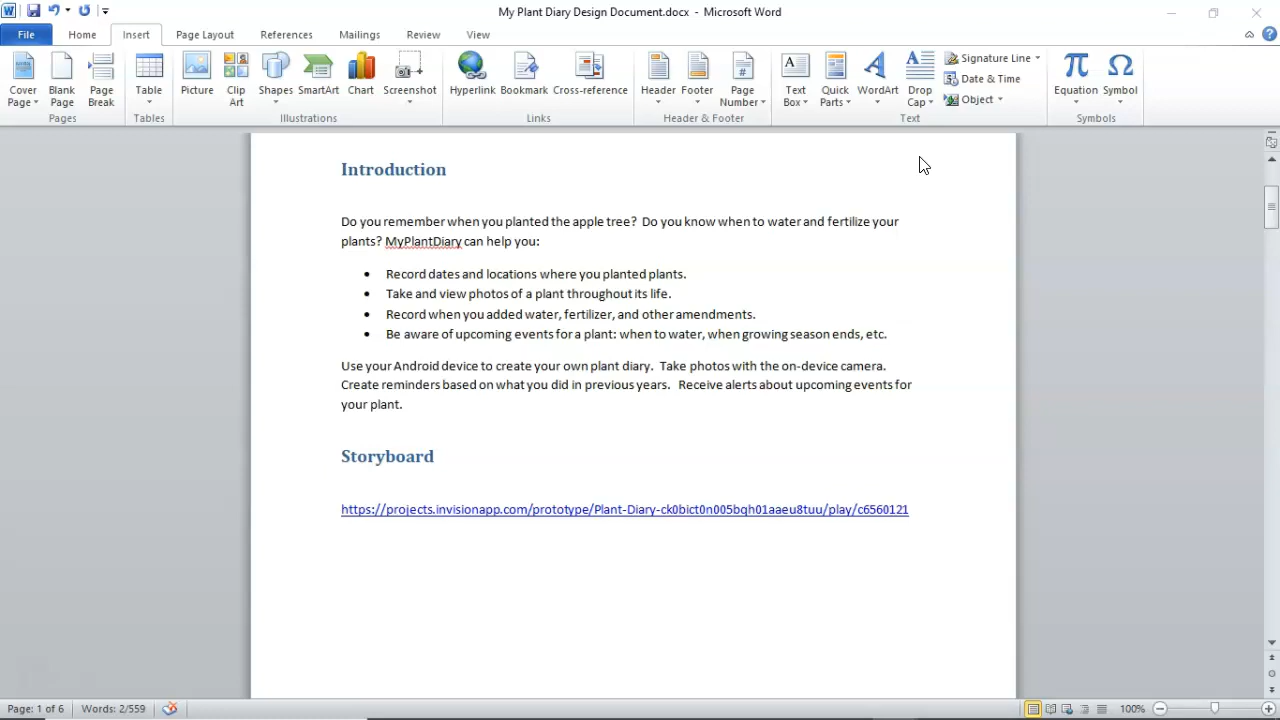 My Plant Diary Design Document.docx - Microsoft Word
File Home Insert Page Layout References Mailings Review View
Cover Page
Blank Page
Page Break
Table
Picture
Clip Art
Shapes
SmartArt
Chart
Screenshot
Hyperlink
Bookmark
Cross-reference
Header
Footer
Page Number
Text Box
Quick Parts
WordArt
Drop Cap
Signature Line
Date & Time
Object
Equation
Symbol
Pages Tables Illustrations Links Header & Footer Text Symbols
Introduction
Do you remember when you planted the apple tree? Do you know when to water and fertilize your
plants? MyPlantDiary can help you:
• Record dates and locations where you planted plants.
• Take and view photos of a plant throughout its life.
• Record when you added water, fertilizer, and other amendments.
• Be aware of upcoming events for a plant: when to water, when growing season ends, etc.
Use your Android device to create your own plant diary. Take photos with the on-device camera.
Create reminders based on what you did in previous years. Receive alerts about upcoming events for
your plant.
Storyboard
https://projects.invisionapp.com/prototype/Plant-Diary-ck0bict0n005bqh01aaeu8tuu/play/c6560121
Page: 1 of 6 Words: 2/559 100%